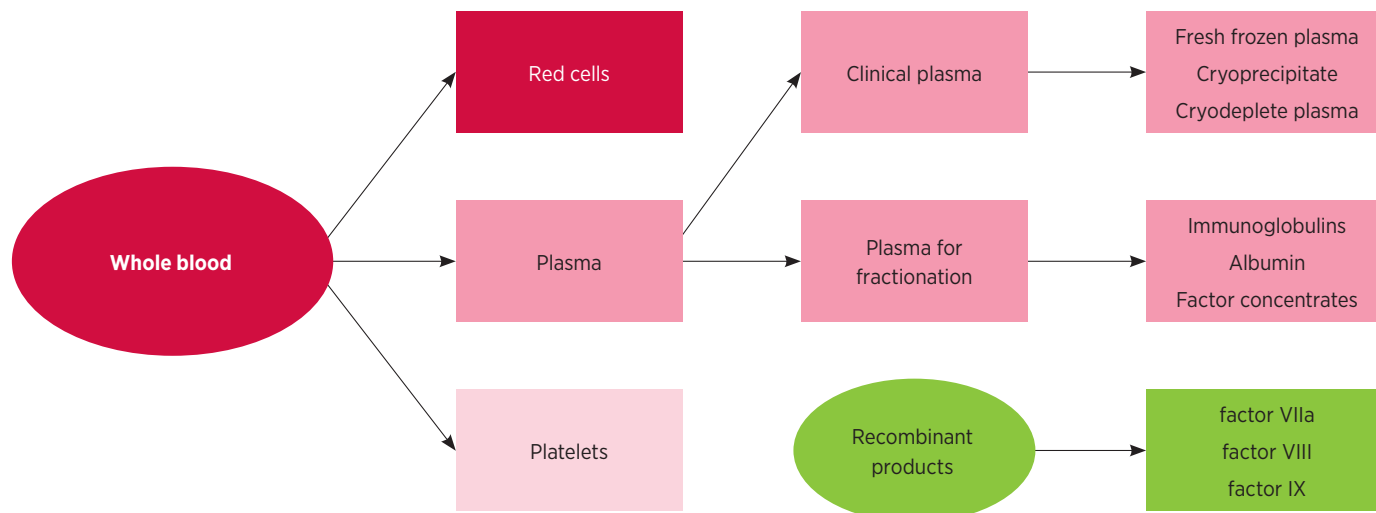 Whole blood
Red cells
Plasma
Platelets
Clinical plasma
Plasma for
fractionation
Recombinant
products
Fresh frozen plasma
Cryoprecipitate
Cryodeplete plasma
Immunoglobulins
Albumin
Factor concentrates
factor VIIa
factor VIII
factor IX